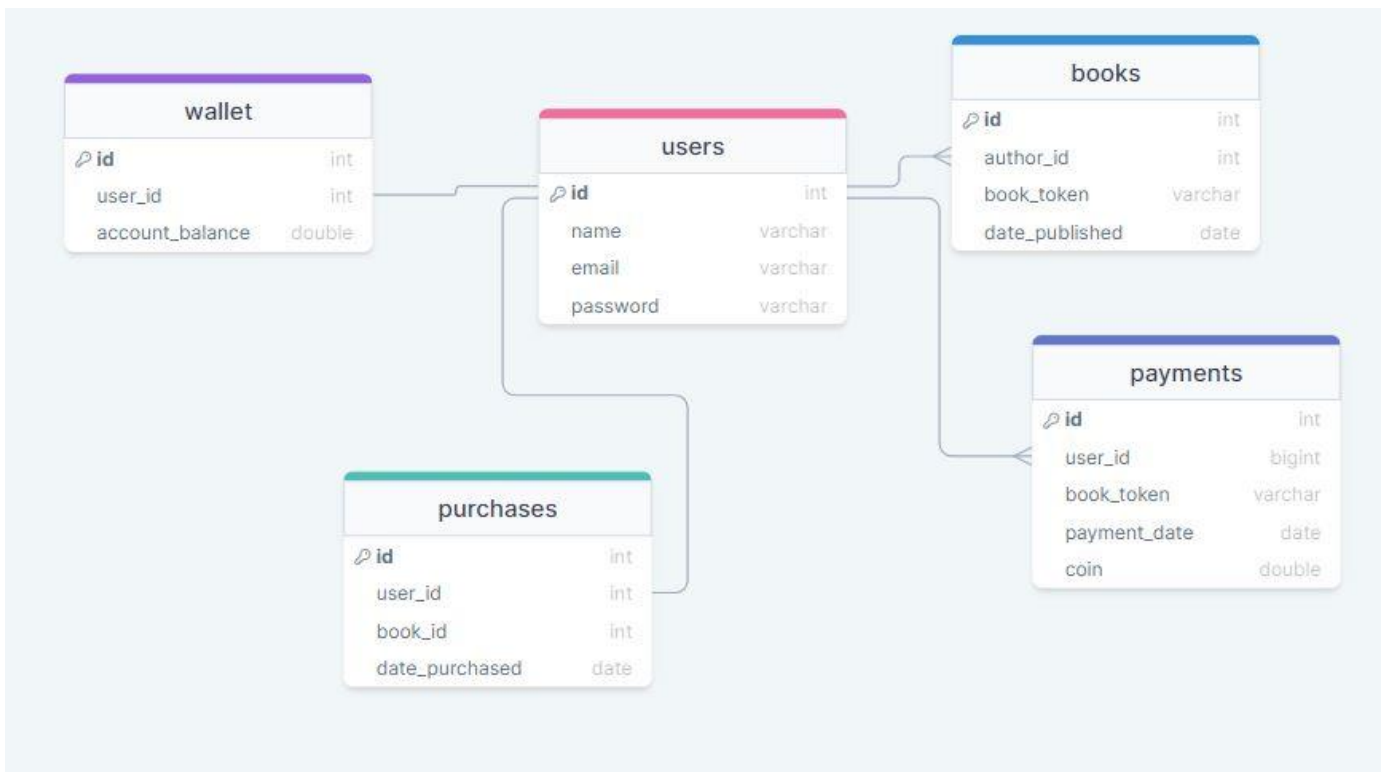 wallet
id int
user_id int
account_balance double
users
id int
name varchar
email varchar
password varchar
books
id int
author_id int
book_token varchar
date_published date
payments
id int
user_id bigint
book_token varchar
payment_date date
coin double
purchases
id int
user_id int
book_id int
date_purchased date